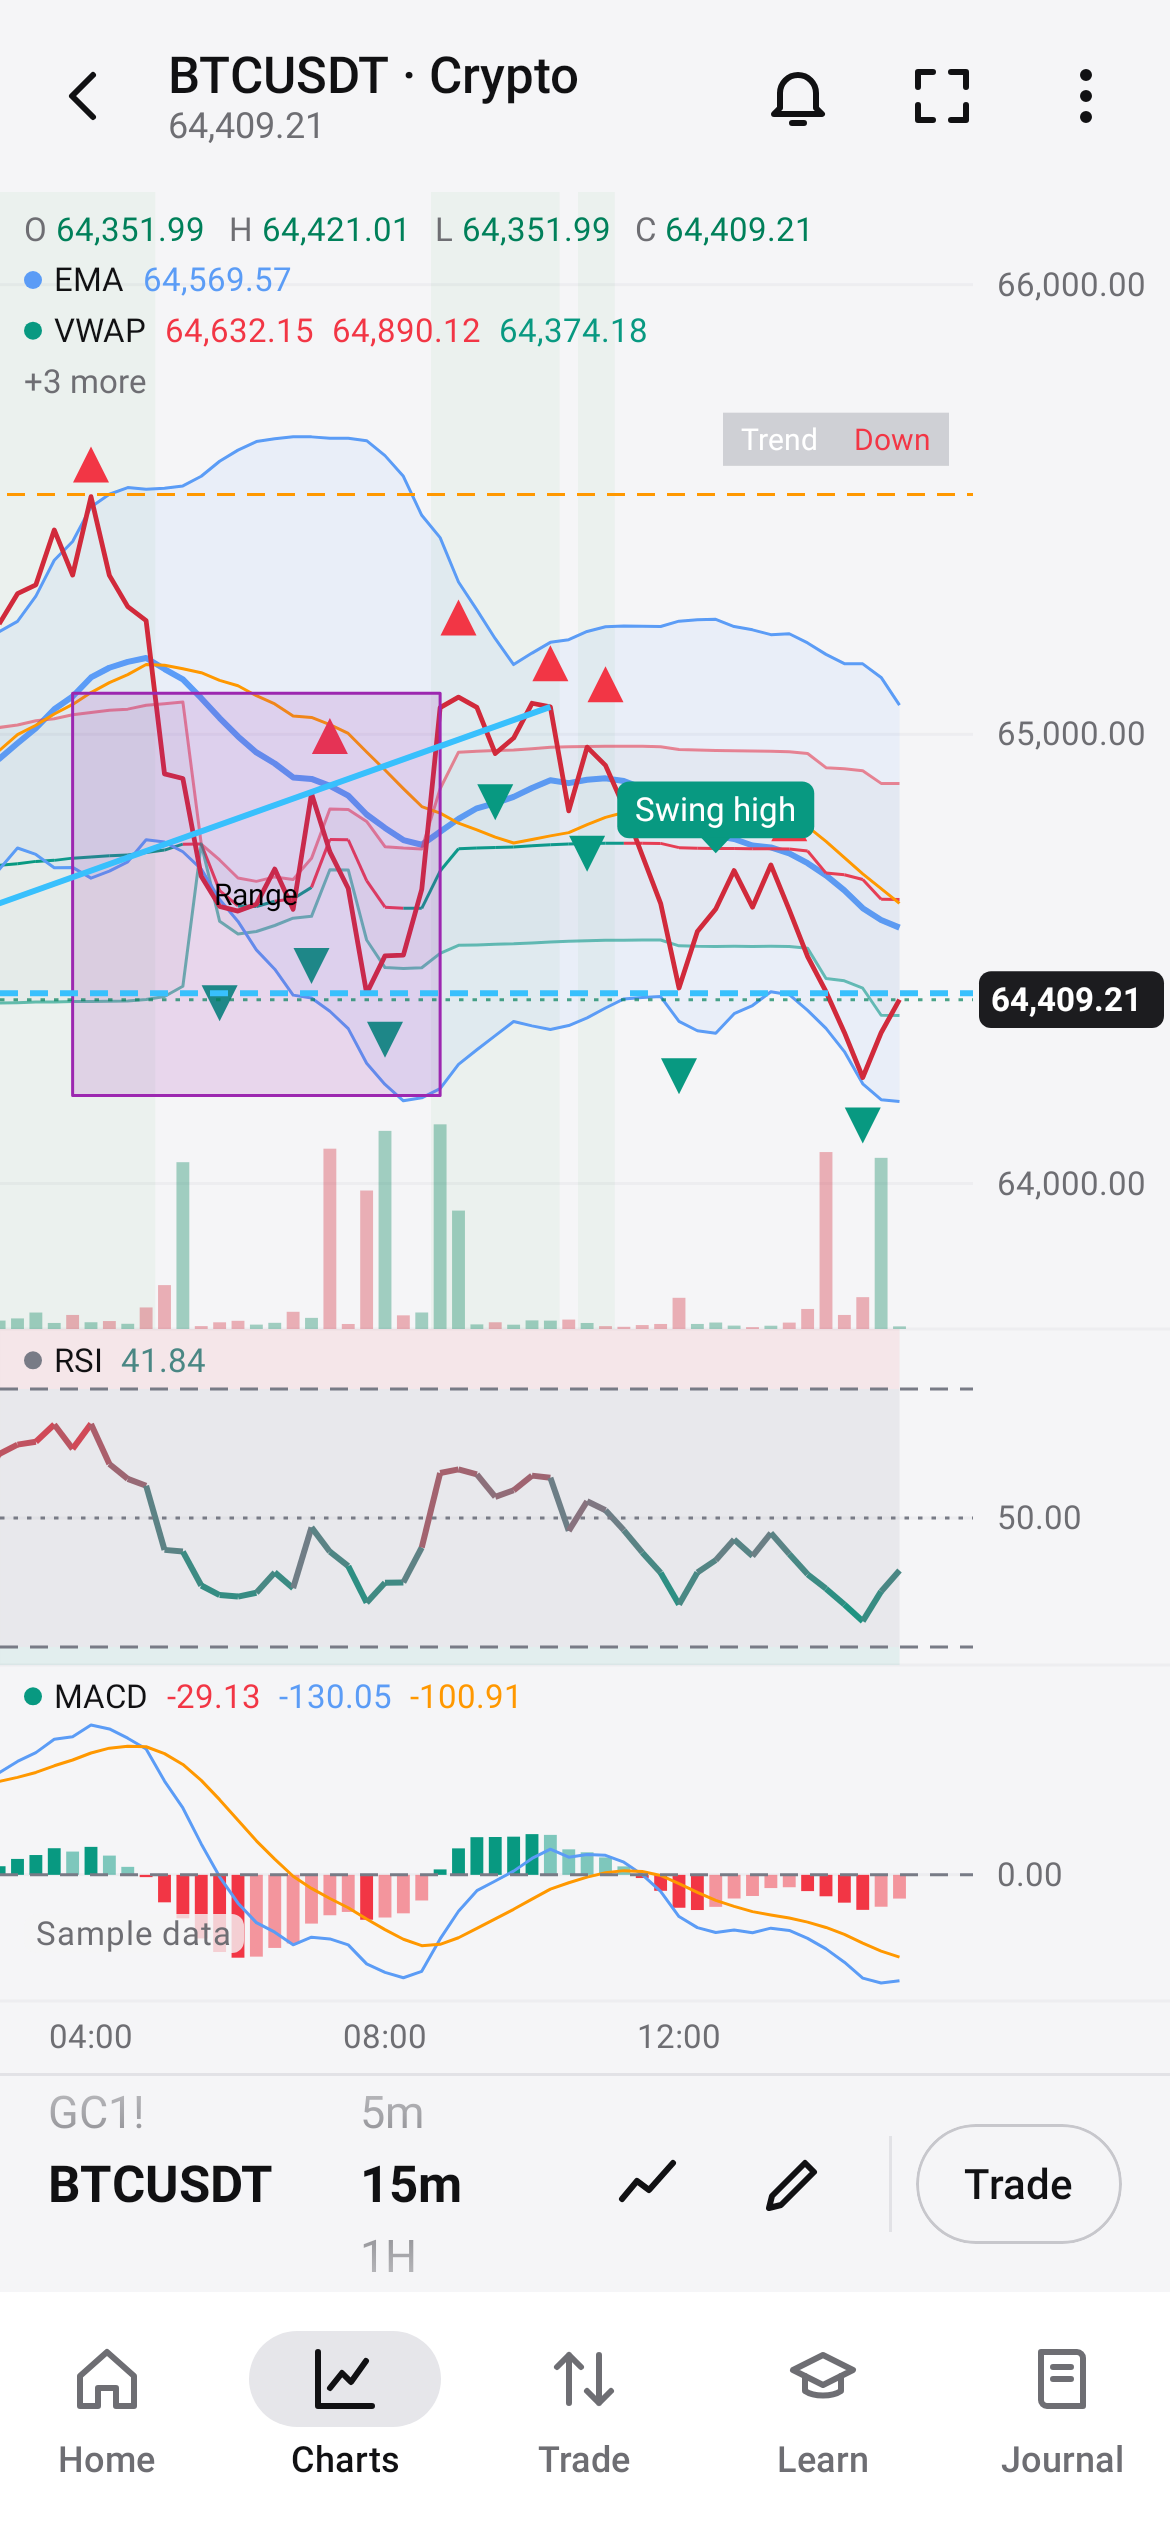 BTCUSDT · Crypto
64,409.21
O 64,351.99 H 64,421.01 L 64,351.99 C 64,409.21
EMA 64,569.57
66,000.00
VWAP 64,632.15 64,890.12 64,374.18
+3 more
Trend Down
65,000.00
Swing high
Range
64,409.21
64,000.00
RSI 41.84
50.00
MACD -29.13 -130.05 -100.91
0.00
Sample data
04:00 08:00 12:00
GC1! 5m
BTCUSDT 15m Trade
1H
Home Charts Trade Learn Journal